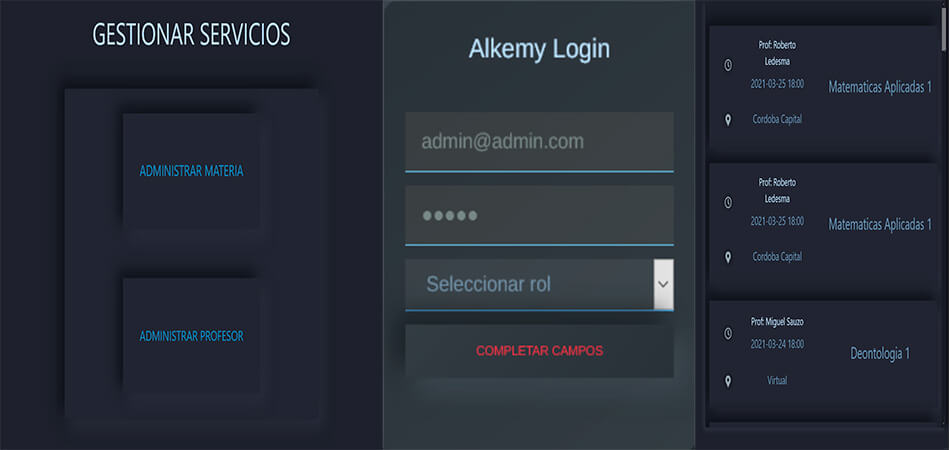 GESTIONAR SERVICIOS
ADMINISTRAR MATERIA
ADMINISTRAR PROFESOR
Alkemy Login
admin@admin.com
●●●●●
Seleccionar rol
COMPLETAR CAMPOS
Prof: Roberto
Ledesma
2021-03-25 18:00
Matematicas Aplicadas 1
Cordoba Capital
Prof: Roberto
Ledesma
2021-03-25 18:00
Matematicas Aplicadas 1
Cordoba Capital
Prof: Miguel Sauzo
2021-03-24 18:00
Deontologia 1
Virtual